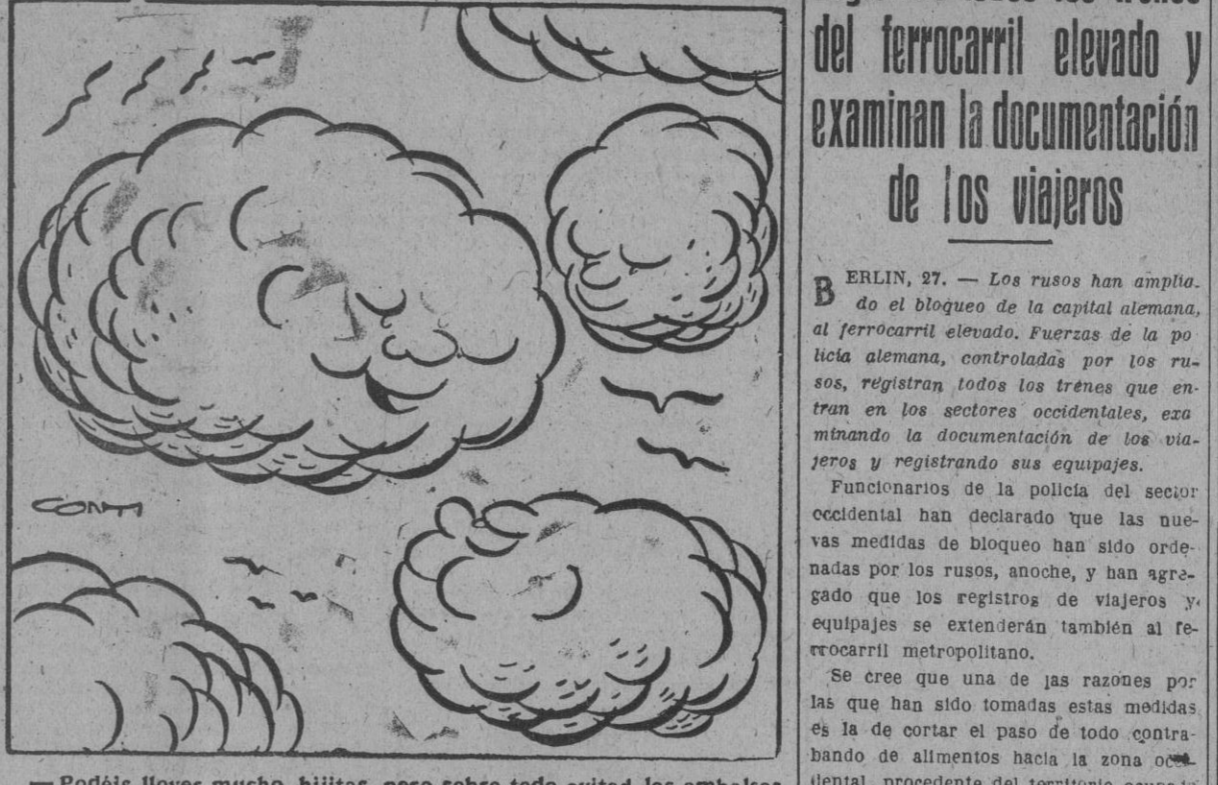 CONTI
— Podéis llover mucho, hijitas, pero sobre todo evitad los embalses
del ferrocarril elevado y
examinan la documentación
de los viajeros
BERLIN, 27. — Los rusos han amplia-
do el bloqueo de la capital alemana,
al ferrocarril elevado. Fuerzas de la po
licía alemana, controladas por los ru-
sos, registran todos los trenes que en-
tran en los sectores occidentales, exa
minando la documentación de los via-
jeros y registrando sus equipajes.
Funcionarios de la policía del sector
occidental han declarado que las nue-
vas medidas de bloqueo han sido orde-
nadas por los rusos, anoche, y han agre-
gado que los registros de viajeros y
equipajes se extenderán también al fe-
rrocarril metropolitano.
Se cree que una de las razones por
las que han sido tomadas estas medidas
es la de cortar el paso de todo contra-
bando de alimentos hacia la zona occi-
dental, procedente del territorio